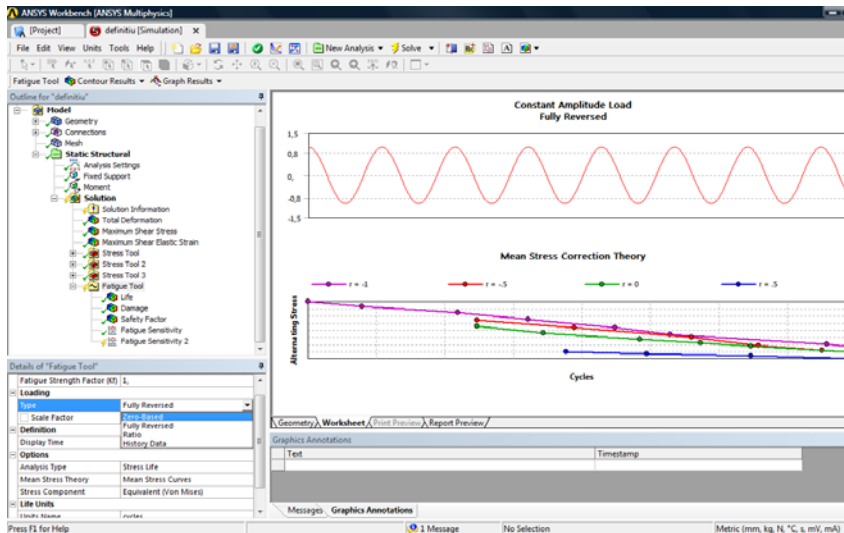 ANSYS Workbench [ANSYS Multiphysics]
[Project] definitiu [Simulation] x
File Edit View Units Tools Help New Analysis Solve
Fatigue Tool Contour Results Graph Results
Outline for "definitiu"
Model
Geometry
Connections
Mesh
Static Structural
Analysis Settings
Fixed Support
Moment
Solution
Solution Information
Total Deformation
Maximum Shear Stress
Maximum Shear Elastic Strain
Stress Tool
Stress Tool 2
Stress Tool 3
Fatigue Tool
Life
Damage
Safety Factor
Fatigue Sensitivity
Fatigue Sensitivity 2
Details of "Fatigue Tool"
Fatigue Strength Factor (Kf) 1,
Loading
Type Fully Reversed
Scale Factor Zero-Based
Fully Reversed
Definition Ratio
Display Time History Data
Options
Analysis Type Stress Life
Mean Stress Theory Mean Stress Curves
Stress Component Equivalent (Von Mises)
Life Units
Units Name cycles
Constant Amplitude Load
Fully Reversed
1,5
0,8
0,
-0,8
-1,5
Mean Stress Correction Theory
r = -1 r = -.5 r = 0 r = .5
Alternating Stress
Cycles
Geometry Worksheet Print Preview Report Preview
Graphics Annotations
Text Timestamp
Messages Graphics Annotations
Press F1 for Help 1 Message No Selection Metric (mm, kg, N, °C, s, mV, mA)